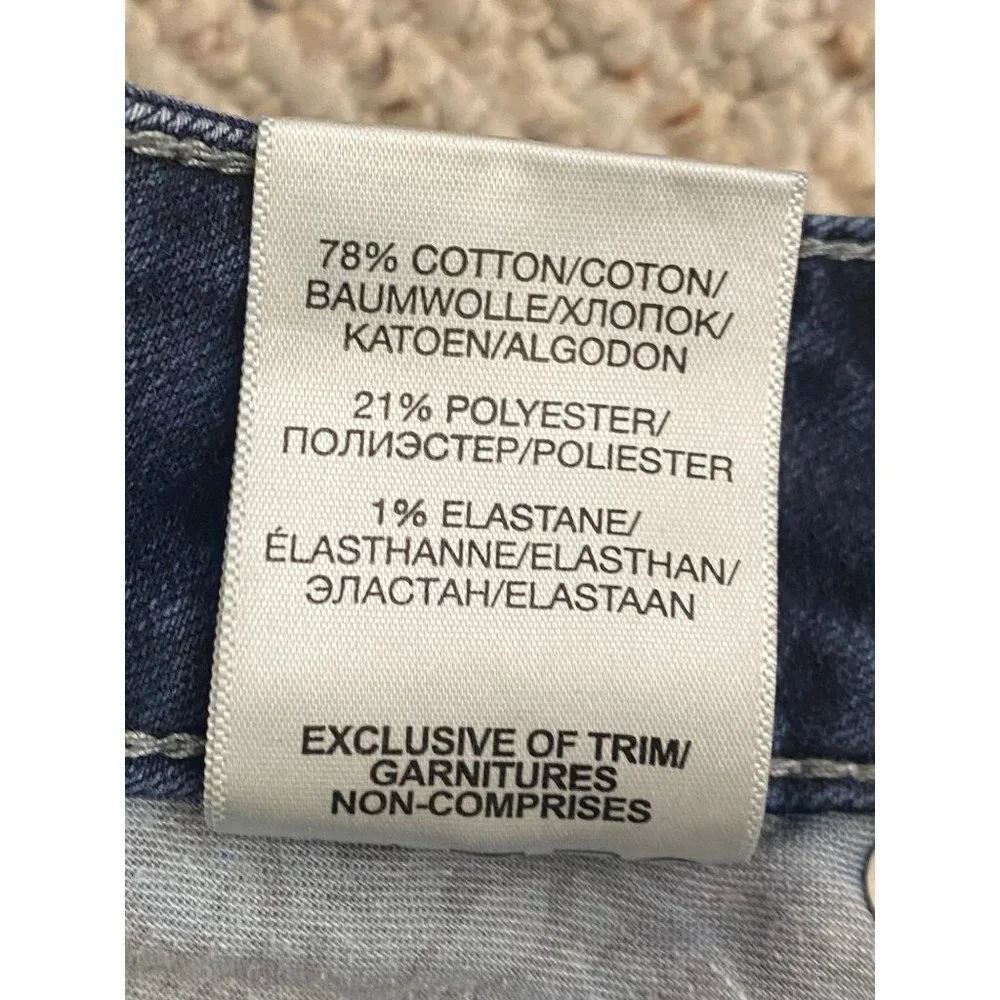 78% COTTON/COTON/
BAUMWOLLE/ХЛОПОК/
KATOEN/ALGODON
21% POLYESTER/
ПОЛИЭСТЕР/POLIESTER
1% ELASTANE/
ÉLASTHANNE/ELASTHAN/
ЭЛАСТАН/ELASTAAN
EXCLUSIVE OF TRIM/
GARNITURES
NON-COMPRISES